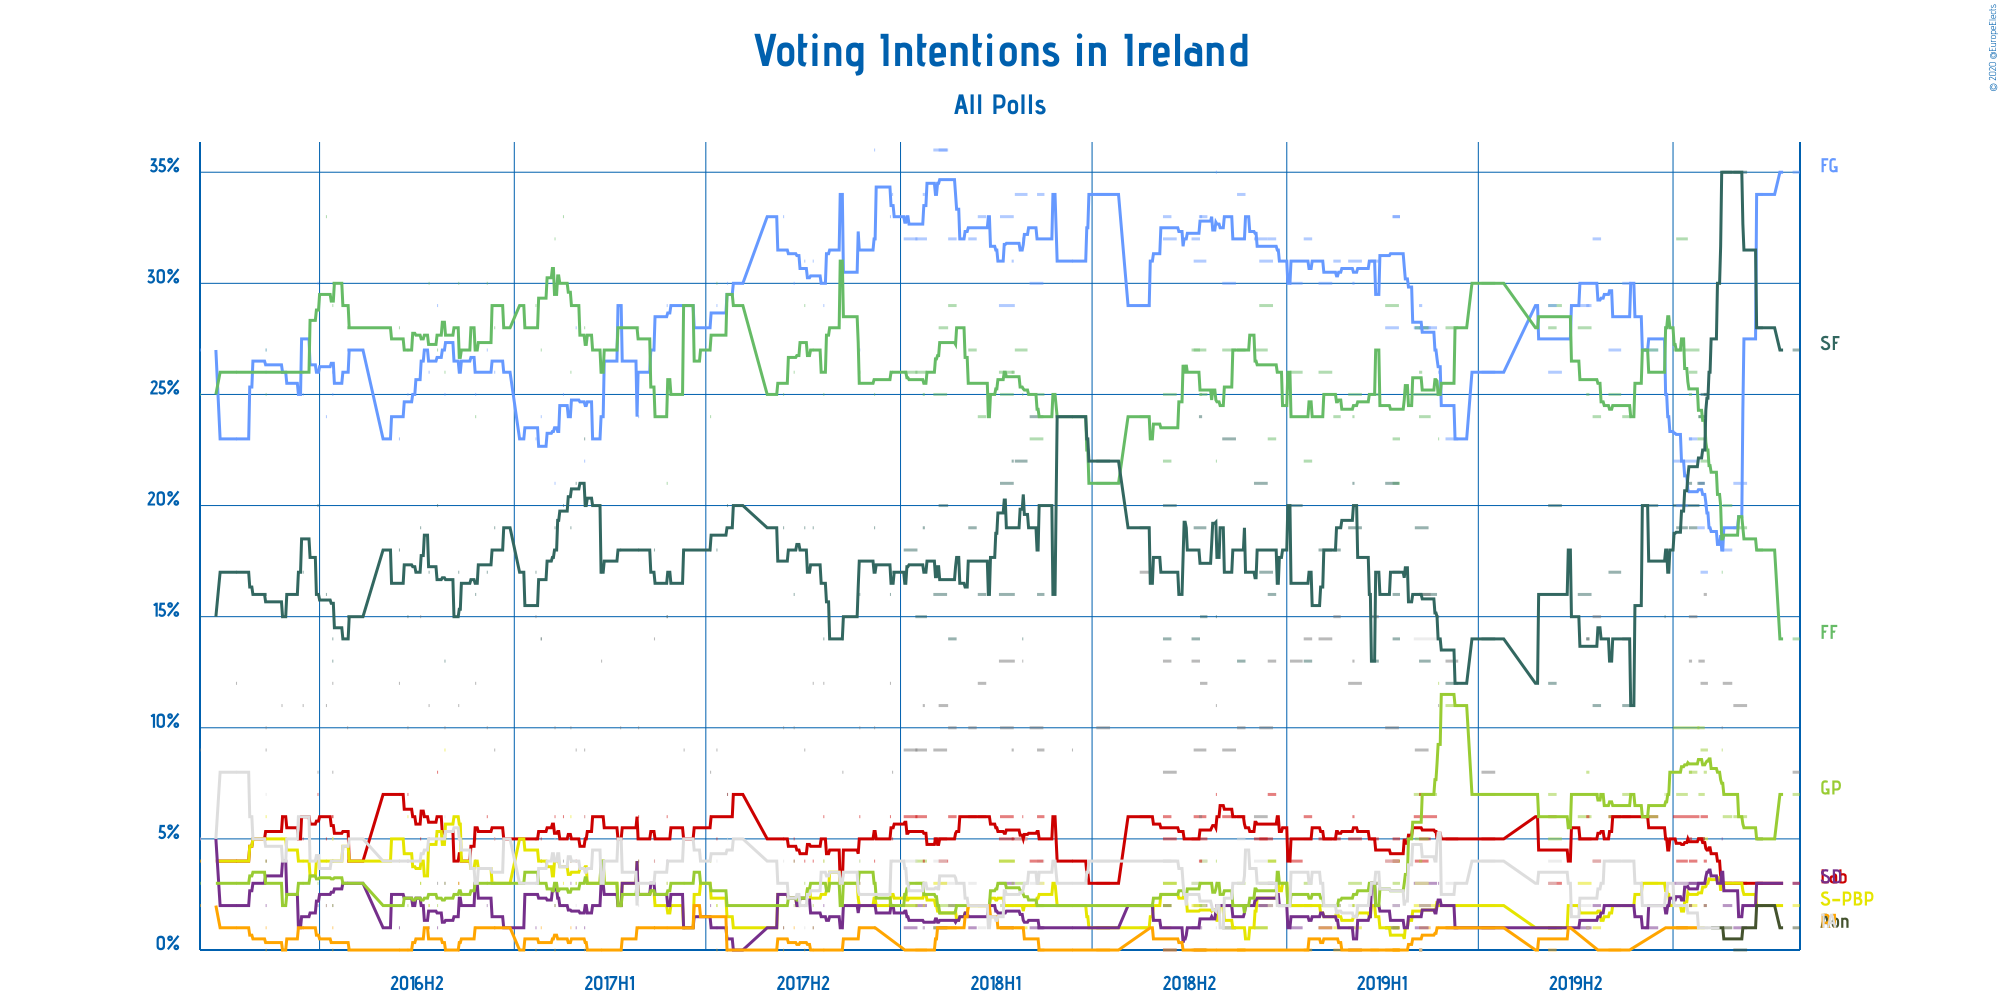 Voting Intentions in Ireland
All Polls
© 2020 @EuropeElects
35%
30%
25%
20%
15%
10%
5%
0%
FG
SF
FF
GP
Lab
S-PBP
2016H2
2017H1
2017H2
2018H1
2018H2
2019H1
2019H2